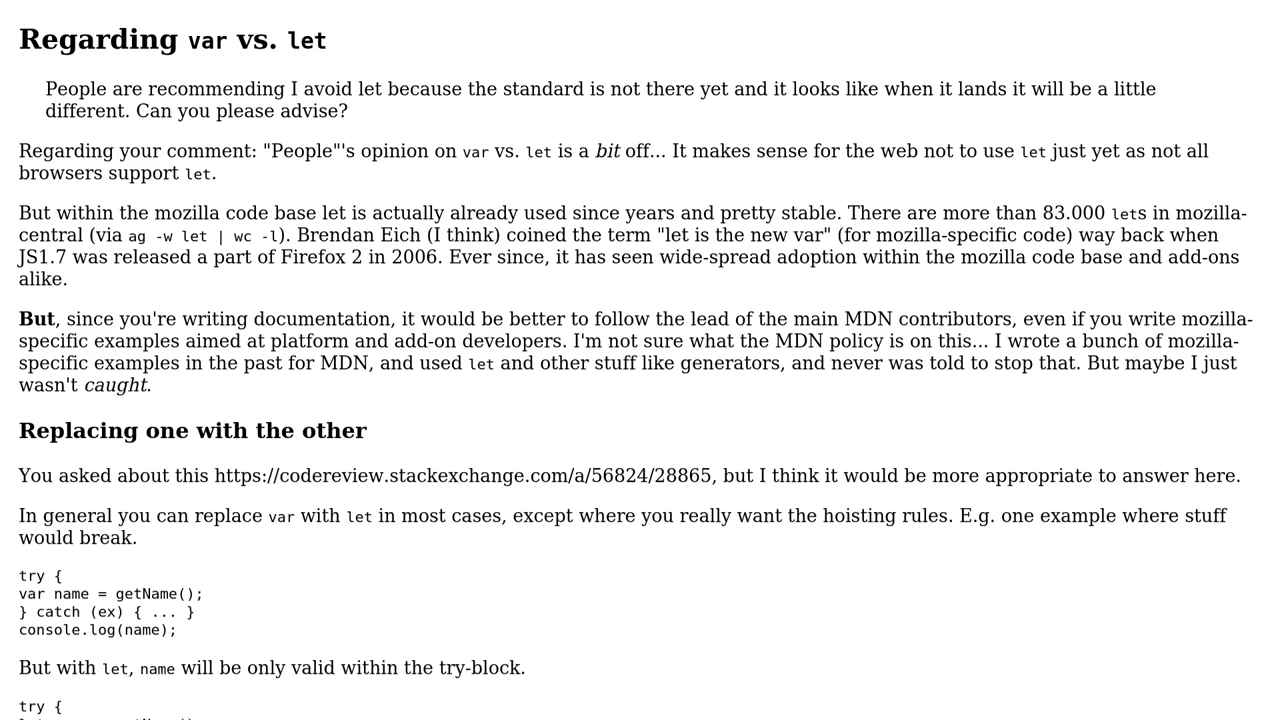 Regarding var vs. let
People are recommending I avoid let because the standard is not there yet and it looks like when it lands it will be a little
different. Can you please advise?
Regarding your comment: "People"'s opinion on var vs. let is a bit off... It makes sense for the web not to use let just yet as not all
browsers support let.
But within the mozilla code base let is actually already used since years and pretty stable. There are more than 83.000 lets in mozilla-
central (via ag -w let | wc -l). Brendan Eich (I think) coined the term "let is the new var" (for mozilla-specific code) way back when
JS1.7 was released a part of Firefox 2 in 2006. Ever since, it has seen wide-spread adoption within the mozilla code base and add-ons
alike.
But, since you're writing documentation, it would be better to follow the lead of the main MDN contributors, even if you write mozilla-
specific examples aimed at platform and add-on developers. I'm not sure what the MDN policy is on this... I wrote a bunch of mozilla-
specific examples in the past for MDN, and used let and other stuff like generators, and never was told to stop that. But maybe I just
wasn't caught.
Replacing one with the other
You asked about this https://codereview.stackexchange.com/a/56824/28865, but I think it would be more appropriate to answer here.
In general you can replace var with let in most cases, except where you really want the hoisting rules. E.g. one example where stuff
would break.
try {
var name = getName();
} catch (ex) { ... }
console.log(name);
But with let, name will be only valid within the try-block.
try {